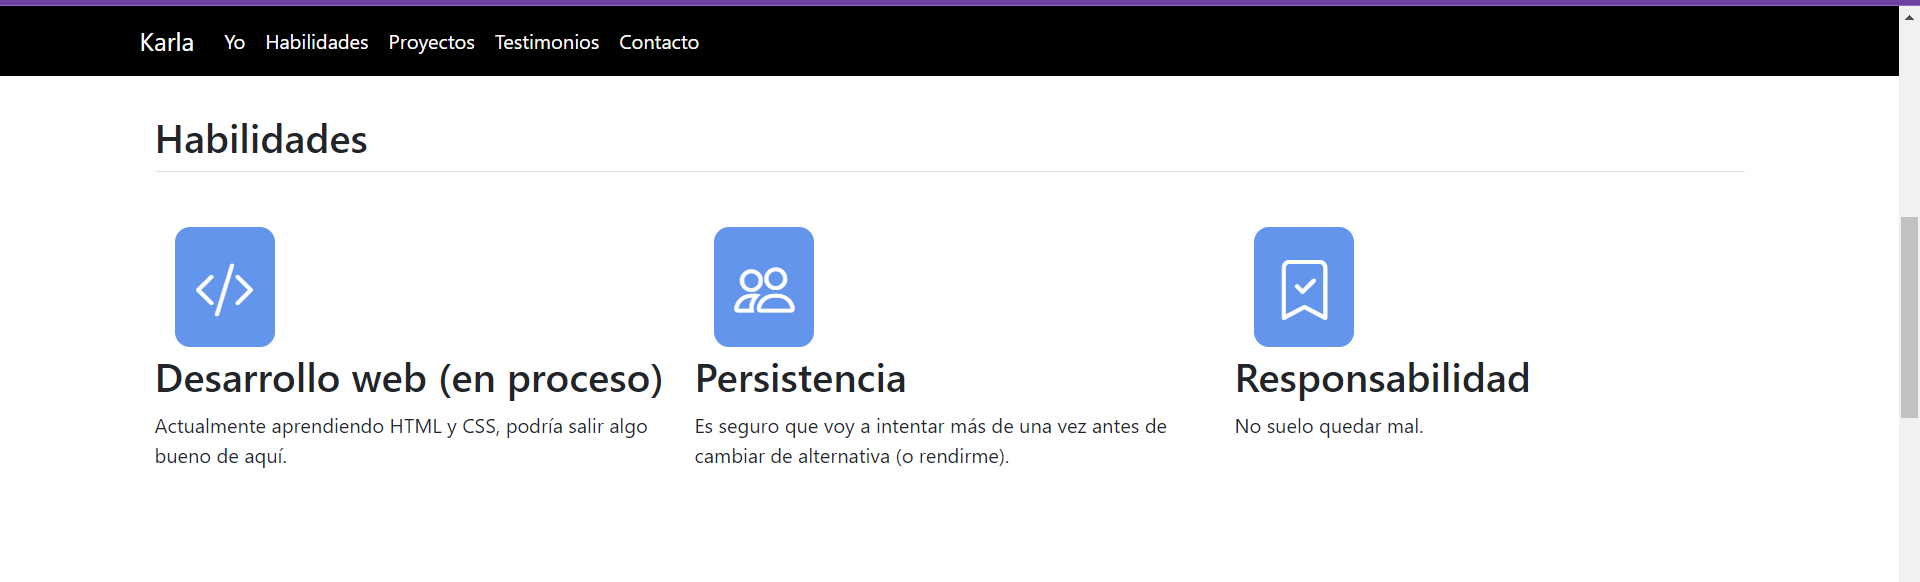 Karla Yo Habilidades Proyectos Testimonios Contacto
Habilidades
Desarrollo web (en proceso)
Actualmente aprendiendo HTML y CSS, podría salir algo
bueno de aquí.
Persistencia
Es seguro que voy a intentar más de una vez antes de
cambiar de alternativa (o rendirme).
Responsabilidad
No suelo quedar mal.